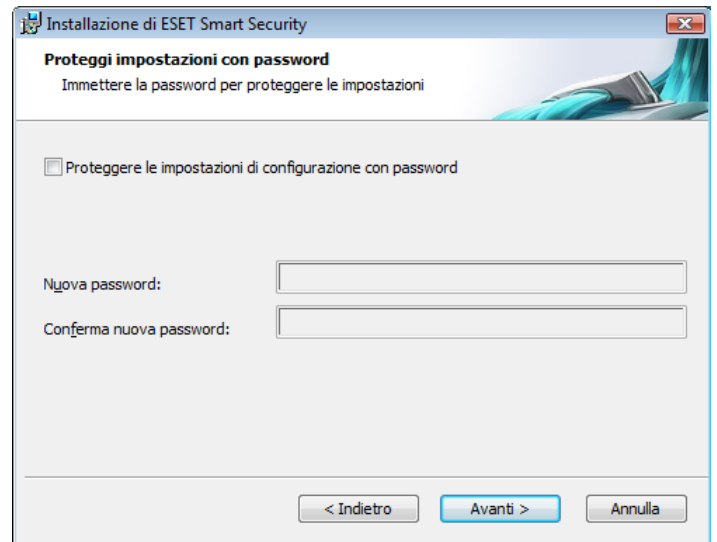 Installazione di ESET Smart Security
Proteggi impostazioni con password
Immettere la password per proteggere le impostazioni
Proteggere le impostazioni di configurazione con password
Nuova password:
Conferma nuova password:
< Indietro
Avanti >
Annulla